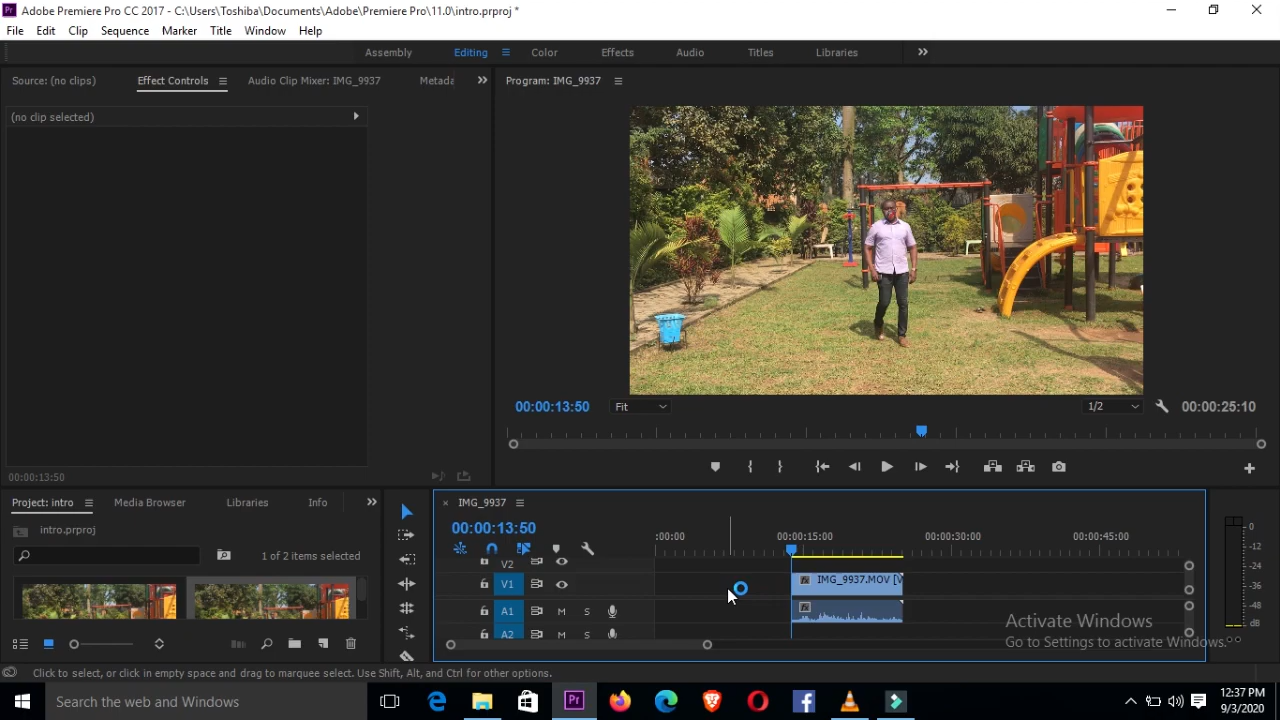 Adobe Premiere Pro CC 2017 - C:\Users\Toshiba\Documents\Adobe\Premiere Pro\11.0\intro.prproj *
File Edit Clip Sequence Marker Title Window Help
Assembly Editing Color Effects Audio Titles Libraries
Source: (no clips) Effect Controls Audio Clip Mixer: IMG_9937 Metada Program: IMG_9937
(no clip selected)
00:00:13:50 Fit 1/2 00:00:25:10
00:00:13:50
Project: intro Media Browser Libraries Info IMG_9937
intro.prproj
00:00:13:50 :00:00 00:00:15:00 00:00:30:00 00:00:45:00
1 of 2 items selected
V2
V1 IMG_9937.MOV [V
A1 M S
A2 M S
0
-12
-24
-36
-48
dB
S S
Activate Windows
Go to Settings to activate Windows.
Click to select, or click in empty space and drag to marquee select. Use Shift, Alt, and Ctrl for other options.
Search the web and Windows
12:37 PM
9/3/2020